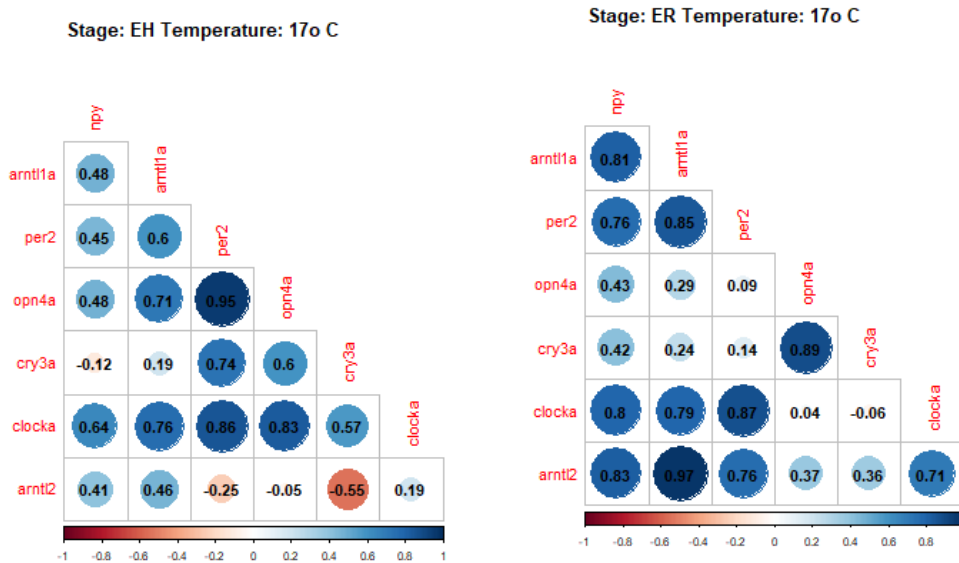 Stage: EH Temperature: 17o C
npy
arntl1a 0.48 arntl1a
per2 0.45 0.6 per2
opn4a 0.48 0.71 0.95 opn4a
cry3a -0.12 0.19 0.74 0.6 cry3a
clocka 0.64 0.76 0.86 0.83 0.57 clocka
arntl2 0.41 0.46 -0.25 -0.05 -0.55 0.19
-1 -0.8 -0.6 -0.4 -0.2 0 0.2 0.4 0.6 0.8 1
Stage: ER Temperature: 17o C
npy
arntl1a 0.81 arntl1a
per2 0.76 0.85 per2
opn4a 0.43 0.29 0.09 opn4a
cry3a 0.42 0.24 0.14 0.89 cry3a
clocka 0.8 0.79 0.87 0.04 -0.06 clocka
arntl2 0.83 0.97 0.76 0.37 0.36 0.71
-1 -0.8 -0.6 -0.4 -0.2 0 0.2 0.4 0.6 0.8